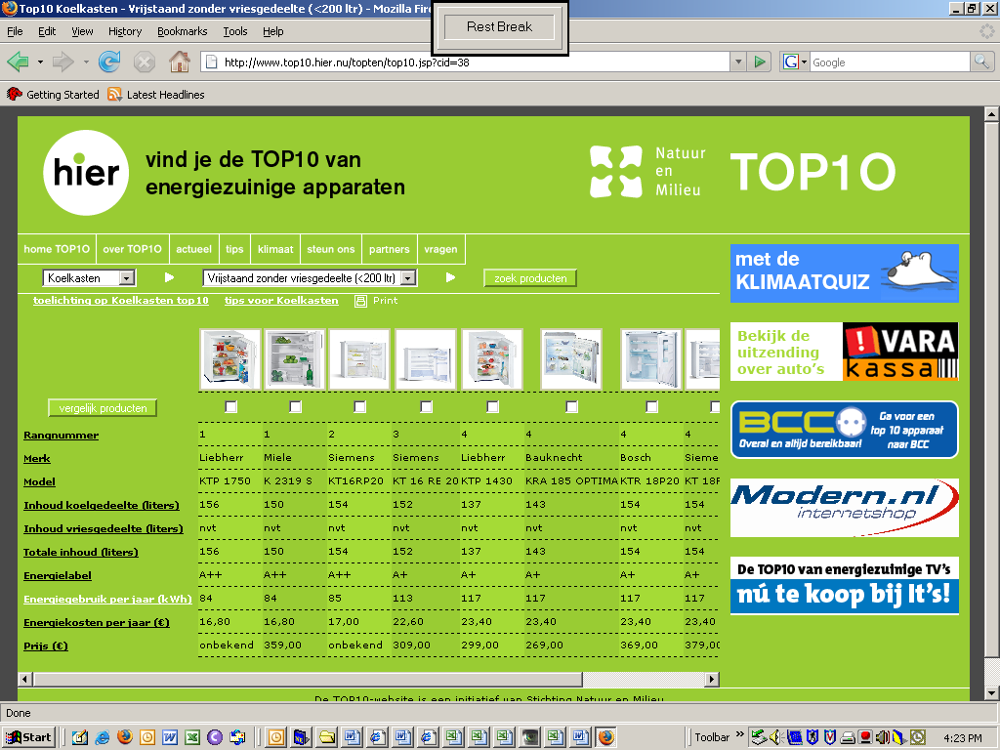 Top10 Koelkasten - Vrijstaand zonder vriesgedeelte (<200 ltr) - Mozilla Fire
Rest Break
File Edit View History Bookmarks Tools Help
http://www.top10.hier.nu/topten/top10.jsp?cid=38
G Google
Getting Started Latest Headlines
hier
vind je de TOP10 van
energiezuinige apparaten
Natuur
en
Milieu
TOP10
home TOP10 over TOP10 actueel tips klimaat steun ons partners vragen
Koelkasten Vrijstaand zonder vriesgedeelte (<200 ltr) zoek producten
toelichting op Koelkasten top10 tips voor Koelkasten Print
vergelijk producten
Rangnummer 1 1 2 3 4 4 4 4
Merk Liebherr Miele Siemens Siemens Liebherr Bauknecht Bosch Sieme
Model KTP 1750 K 2319 S KT16RP20 KT 16 RE 20 KTP 1430 KRA 185 OPTIMA KTR 18P20 KT 18R
Inhoud koelgedeelte (liters) 156 150 154 152 137 143 154 154
Inhoud vriesgedeelte (liters) nvt nvt nvt nvt nvt nvt nvt nvt
Totale inhoud (liters) 156 150 154 152 137 143 154 154
Energielabel A++ A++ A++ A+ A+ A+ A+ A+
Energiegebruik per jaar (kWh) 84 84 85 113 117 117 117 117
Energiekosten per jaar (€) 16,80 16,80 17,00 22,60 23,40 23,40 23,40 23,40
Prijs (€) onbekend 359,00 onbekend 309,00 299,00 269,00 369,00 379,00
met de
KLIMAATQUIZ
Bekijk de
uitzending
over auto's
VARA
kassa!
BCC
Overal en altijd bereikbaar!
Ga voor een
top 10 apparaat
naar BCC
Modern.nl
internetshop
De TOP10 van energiezuinige TV's
nú te koop bij It's!
De TOP10-website is een initiatief van Stichting Natuur en Milieu
Done
Start Toolbar 4:23 PM